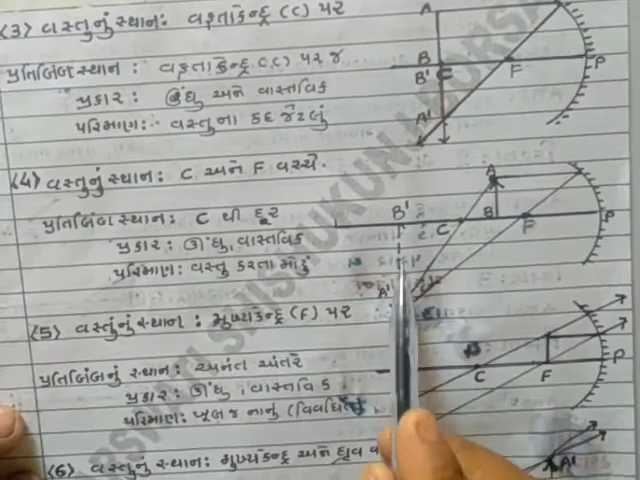 (3) વસ્તુનું સ્થાન: વક્રતાકેન્દ્ર (C) પર
પ્રતિબિંબ સ્થાન : વક્રતાકેન્દ્ર (C) પર જ
પ્રકાર : ઊંધુ અને વાસ્તવિક
પરિમાણ:- વસ્તુના કદ જેટલું
A
B
B'
C
F
P
A'
(4) વસ્તુનું સ્થાન: C અને F વચ્ચે.
પ્રતિબિંબ સ્થાન: C થી દૂર
પ્રકાર : ઊંધુ, વાસ્તવિક
પરિમાણ: વસ્તુ કરતા મોટું
A
B'
C
B
F
P
A'
(5) વસ્તુનું સ્થાન : મુખ્યકેન્દ્ર (F) પર
પ્રતિબિંબનું સ્થાન: અનંત અંતરે
પ્રકાર : ઊંધુ, વાસ્તવિક
પરિમાણ: ખૂબ જ નાનું
C
F
P
(6) વસ્તુનું સ્થાન: મુખ્યકેન્દ્ર અને ધ્રુવ
A'